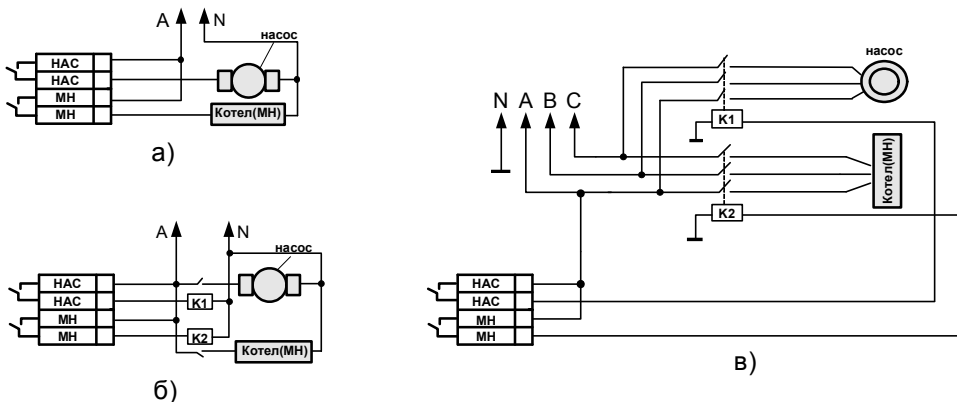 A N
насос
НАС
НАС
МН
МН
Котел(МН)
а)
A N
насос
НАС
НАС
K1
МН
МН
K2
Котел(МН)
б)
насос
N A B C
K1
Котел(МН)
K2
НАС
НАС
МН
МН
в)